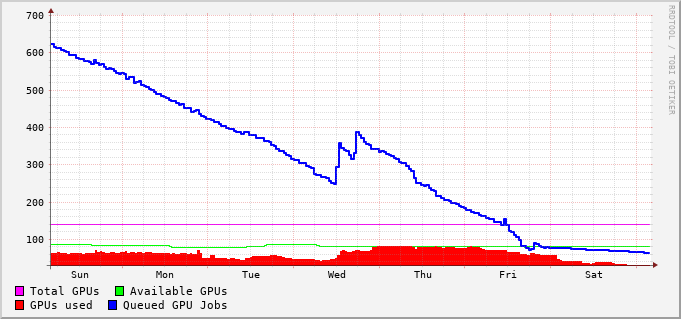 700
600
500
400
300
200
100
Sun Mon Tue Wed Thu Fri Sat
RRDTOOL / TOBI OETIKER
Total GPUs Available GPUs
GPUs used Queued GPU Jobs